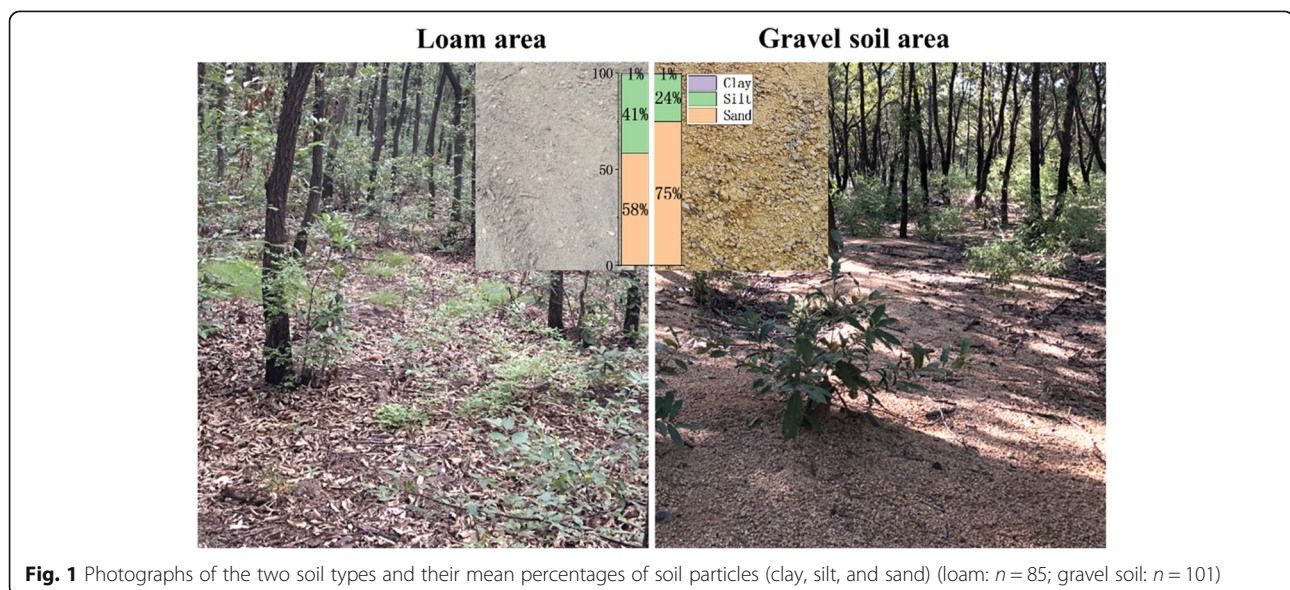 Loam area
Gravel soil area
100
50
0
1%
41%
58%
1%
24%
75%
Clay
Silt
Sand
Fig. 1 Photographs of the two soil types and their mean percentages of soil particles (clay, silt, and sand) (loam: n = 85; gravel soil: n = 101)